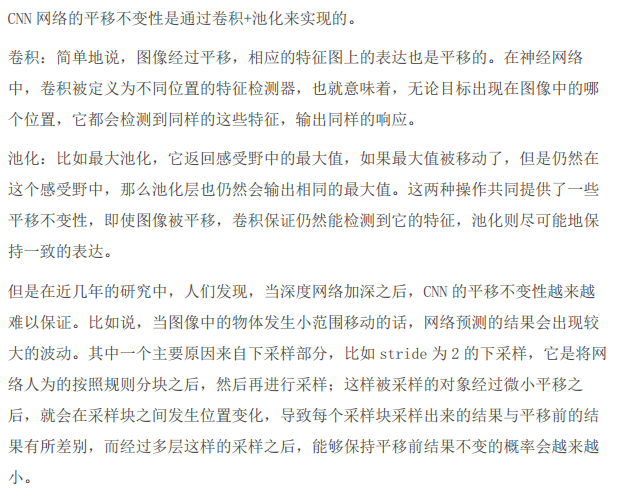 CNN 网络的平移不变性是通过卷积+池化来实现的。
卷积：简单地说，图像经过平移，相应的特征图上的表达也是平移的。在神经网络
中，卷积被定义为不同位置的特征检测器，也就意味着，无论目标出现在图像中的哪
个位置，它都会检测到同样的这些特征，输出同样的响应。
池化：比如最大池化，它返回感受野中的最大值，如果最大值被移动了，但是仍然在
这个感受野中，那么池化层也仍然会输出相同的最大值。这两种操作共同提供了一些
平移不变性，即使图像被平移，卷积保证仍然能检测到它的特征，池化则尽可能地保
持一致的表达。
但是在近几年的研究中，人们发现，当深度网络加深之后，CNN 的平移不变性越来越
难以保证。比如说，当图像中的物体发生小范围移动的话，网络预测的结果会出现较
大的波动。其中一个主要原因来自下采样部分，比如 stride 为 2 的下采样，它是将网
络人为的按照规则分块之后，然后再进行采样；这样被采样的对象经过微小平移之
后，就会在采样块之间发生位置变化，导致每个采样块采样出来的结果与平移前的结
果有所差别，而经过多层这样的采样之后，能够保持平移前结果不变的概率会越来越
小。